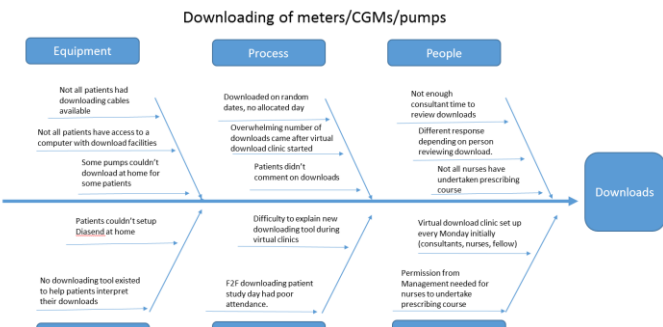 Downloading of meters/CGMs/pumps
Equipment
Process
People
Not all patients had
downloading cables
available
Not all patients have access to a
computer with download facilities
Some pumps couldn't
download at home for
some patients
Downloaded on random
dates, no allocated day
Overwhelming number of
downloads came after virtual
download clinic started
Patients didn't
comment on downloads
Not enough
consultant time to
review downloads
Different response
depending on person
reviewing download.
Not all nurses have
undertaken prescribing
course
Downloads
Patients couldn't setup
Diasend at home
No downloading tool existed
to help patients interpret
their downloads
Difficulty to explain new
downloading tool during
virtual clinics
F2F downloading patient
study day had poor
attendance.
Virtual download clinic set up
every Monday initially
(consultants, nurses, fellow)
Permission from
Management needed for
nurses to undertake
prescribing course